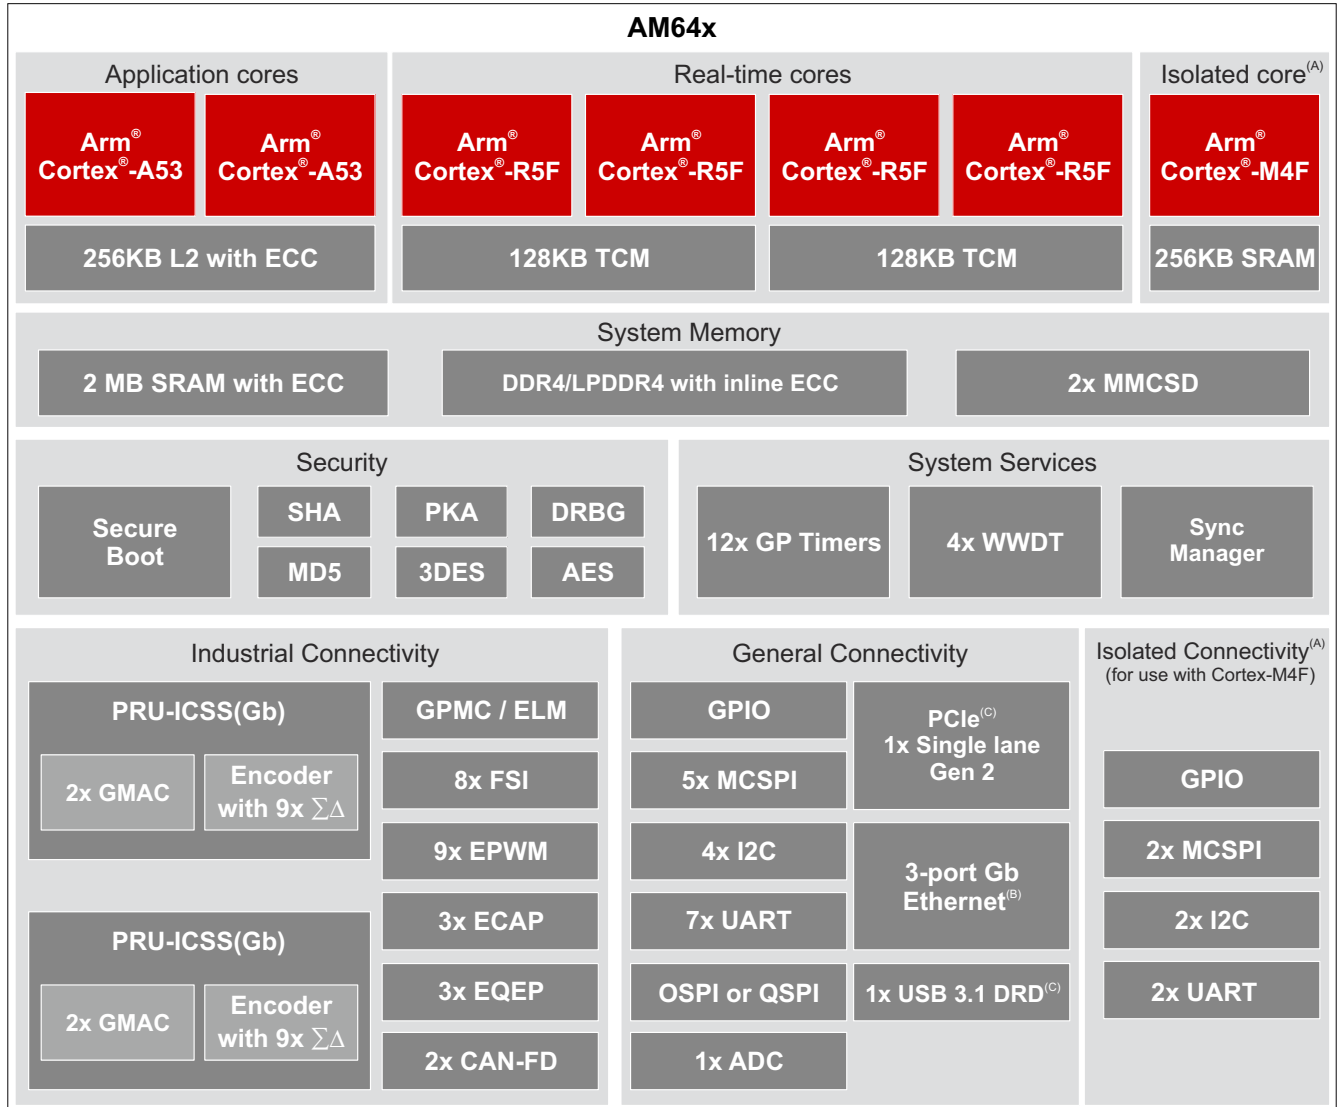 AM64x
Application cores
Real-time cores
Isolated core(A)
Arm®
Cortex®-A53
Arm®
Cortex®-A53
Arm®
Cortex®-R5F
Arm®
Cortex®-R5F
Arm®
Cortex®-R5F
Arm®
Cortex®-R5F
Arm®
Cortex®-M4F
256KB L2 with ECC
128KB TCM
128KB TCM
256KB SRAM
System Memory
2 MB SRAM with ECC
DDR4/LPDDR4 with inline ECC
2x MMCSD
Security
Secure
Boot
SHA
PKA
DRBG
MD5
3DES
AES
System Services
12x GP Timers
4x WWDT
Sync
Manager
Industrial Connectivity
PRU-ICSS(Gb)
2x GMAC
Encoder
with 9x ∑∆
PRU-ICSS(Gb)
2x GMAC
Encoder
with 9x ∑∆
GPMC / ELM
8x FSI
9x EPWM
3x ECAP
3x EQEP
2x CAN-FD
General Connectivity
GPIO
5x MCSPI
4x I2C
7x UART
OSPI or QSPI
1x ADC
PCIe(C)
1x Single lane
Gen 2
3-port Gb
Ethernet(B)
1x USB 3.1 DRD(C)
Isolated Connectivity(A)
(for use with Cortex-M4F)
GPIO
2x MCSPI
2x I2C
2x UART